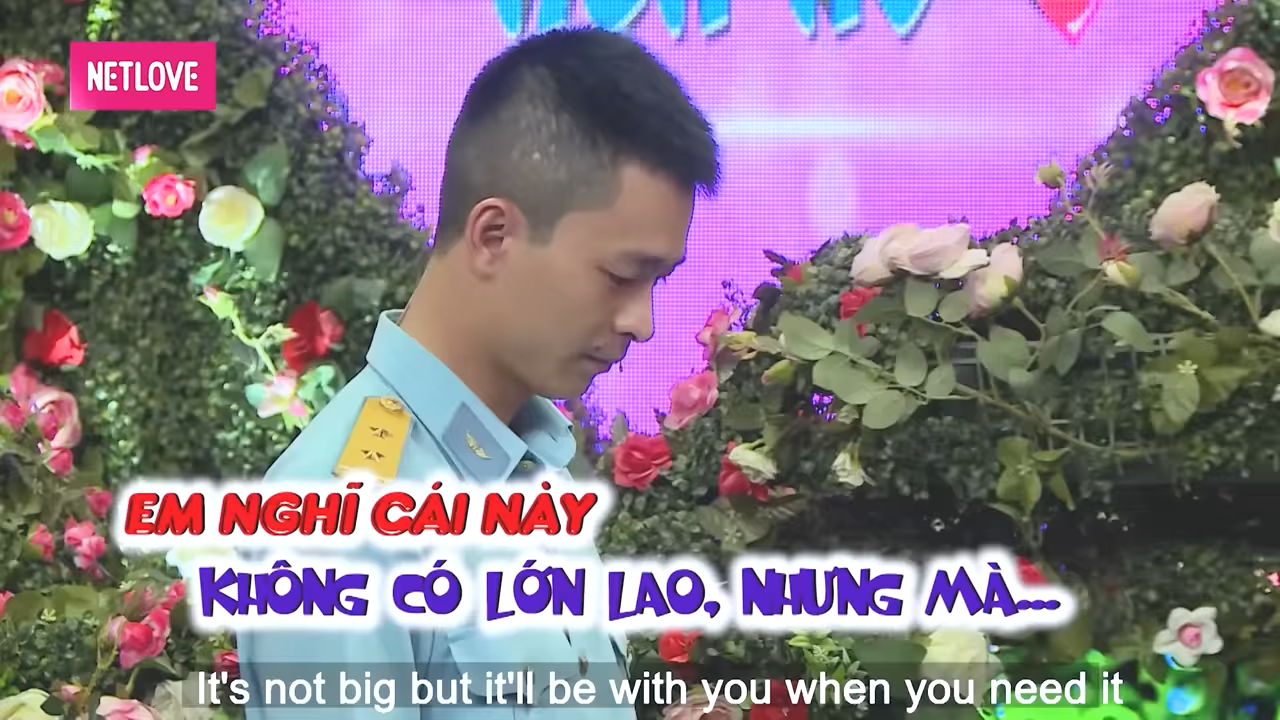 NETLOVE
EM NGHĨ CÁI NÀY
KHÔNG CÓ LỚN LAO, NHƯNG MÀ...
It's not big but it'll be with you when you need it